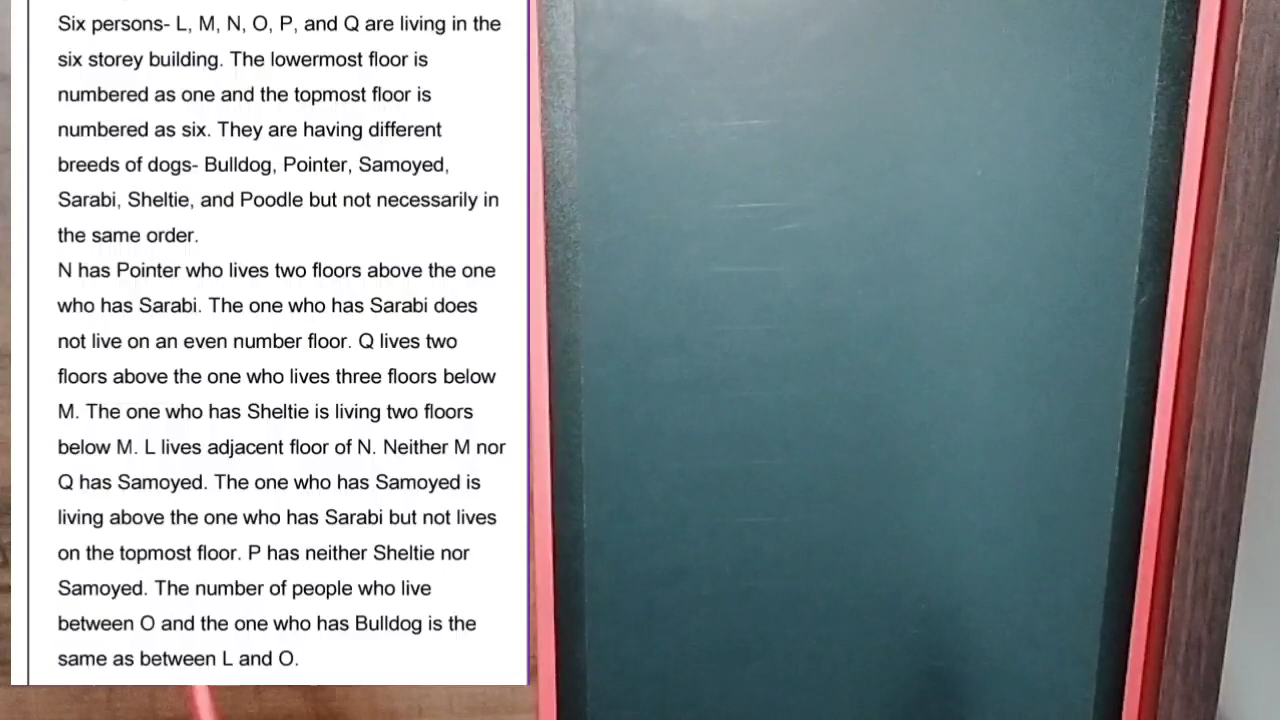 Six persons- L, M, N, O, P, and Q are living in the
six storey building. The lowermost floor is
numbered as one and the topmost floor is
numbered as six. They are having different
breeds of dogs- Bulldog, Pointer, Samoyed,
Sarabi, Sheltie, and Poodle but not necessarily in
the same order.
N has Pointer who lives two floors above the one
who has Sarabi. The one who has Sarabi does
not live on an even number floor. Q lives two
floors above the one who lives three floors below
M. The one who has Sheltie is living two floors
below M. L lives adjacent floor of N. Neither M nor
Q has Samoyed. The one who has Samoyed is
living above the one who has Sarabi but not lives
on the topmost floor. P has neither Sheltie nor
Samoyed. The number of people who live
between O and the one who has Bulldog is the
same as between L and O.